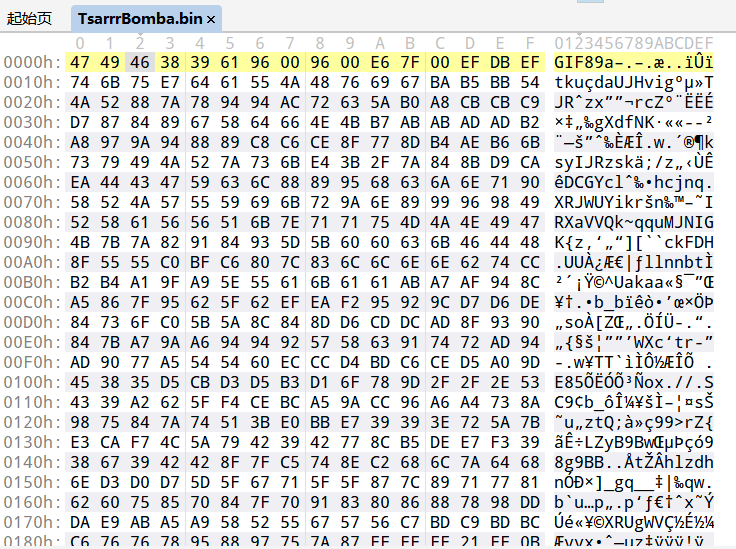 起始页 TsarrrBomba.bin ×
0 1 2 3 4 5 6 7 8 9 A B C D E F 0123456789ABCDEF
0000h: 47 49 46 38 39 61 96 00 96 00 E6 7F 00 EF DB EF GIF89a–.–.æ..ïÛï
0010h: 74 6B 75 E7 64 61 55 4A 48 76 69 67 BA B5 BB 54 tkuçdaUJHvigºµ»T
0020h: 4A 52 88 7A 78 94 94 AC 72 63 5A B0 A8 CB CB C9 JRˆzx””¬rcZ°¨ËËÉ
0030h: D7 87 84 89 67 58 64 66 4E 4B B7 AB AB AD AD B2 ×‡„‰gXdfNK·««--²
0040h: A8 97 9A 94 88 89 C8 C6 CE 8F 77 8D B4 AE B6 6B ¨—š”ˆ‰ÈÆÎ.w.´®¶k
0050h: 73 79 49 4A 52 7A 73 6B E4 3B 2F 7A 84 8B D9 CA syIJRzskä;/z„‹ÙÊ
0060h: EA 44 43 47 59 63 6C 88 89 95 68 63 6A 6E 71 90 êDCGYclˆ‰•hcjnq.
0070h: 58 52 4A 57 55 59 69 6B 72 9A 6E 89 99 96 98 49 XRJWUYikršn‰™–˜I
0080h: 52 58 61 56 56 51 6B 7E 71 71 75 4D 4A 4E 49 47 RXaVVQk~qquMJNIG
0090h: 4B 7B 7A 82 91 84 93 5D 5B 60 60 63 6B 46 44 48 K{z‚‘„“][``ckFDH
00A0h: 8F 55 55 C0 BF C6 80 7C 83 6C 6C 6E 6E 62 74 CC .UUÀ¿Æ€|ƒllnnbtÌ
00B0h: B2 B4 A1 9F A9 5E 55 61 6B 61 61 AB A7 AF 94 8C ²´¡Ÿ©^Uakaa«§¯”Œ
00C0h: A5 86 7F 95 62 5F 62 EF EA F2 95 92 9C D7 D6 DE ¥†.•b_bïêò•’œ×ÖÞ
00D0h: 84 73 6F C0 5B 5A 8C 84 8D D6 CD DC AD 8F 93 90 „soÀ[ZŒ„.ÖÍÜ-.“.
00E0h: 84 7B A7 9A A6 94 94 92 57 58 63 91 74 72 AD 94 „{§š¦””’WXc‘tr-”
00F0h: AD 90 77 A5 54 54 60 EC CC D4 BD C6 CE D5 A0 9D -.w¥TT`ìÌÔ½ÆÎÕ .
0100h: 45 38 35 D5 CB D3 D5 B3 D1 6F 78 9D 2F 2F 2E 53 E85ÕËÓÕ³Ñox.//.S
0110h: 43 39 A2 62 5F F4 CE BC A5 9A CC 96 A6 A4 73 8A C9¢b_ôÎ¼¥šÌ–¦¤sŠ
0120h: 98 75 84 7A 74 51 3B E0 BB E7 39 39 3E 72 5A 7B ˜u„ztQ;à»ç99>rZ{
0130h: E3 CA F7 4C 5A 79 42 39 42 77 8C B5 DE E7 F3 39 ãÊ÷LZyB9BwŒµÞçó9
0140h: 38 67 39 42 42 8F 7F C5 74 8E C2 68 6C 7A 64 68 8g9BB..ÅtŽÂhlzdh
0150h: 6E D3 D0 D7 5D 5F 67 71 5F 5F 87 7C 89 71 77 81 nÓÐ×]_gq__‡|‰qw.
0160h: 62 60 75 85 70 84 7F 70 91 83 80 86 88 78 98 DD b`u…p„.p‘ƒ€†ˆx˜Ý
0170h: DA E9 AB A5 A9 58 52 55 67 57 56 C7 BD C9 BD BC Úé«¥©XRUgWVÇ½É½¼
0180h: C6 76 76 78 95 88 97 75 7A 87 FF FF FF 21 FF 0B Ævvx•ˆ—uz‡ÿÿÿ!ÿ.